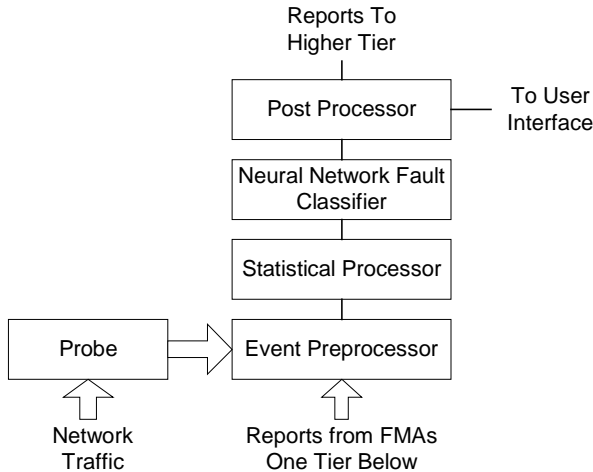 Reports To
Higher Tier
Post Processor
To User
Interface
Neural Network Fault
Classifier
Statistical Processor
Probe
Event Preprocessor
Network
Traffic
Reports from FMAs
One Tier Below